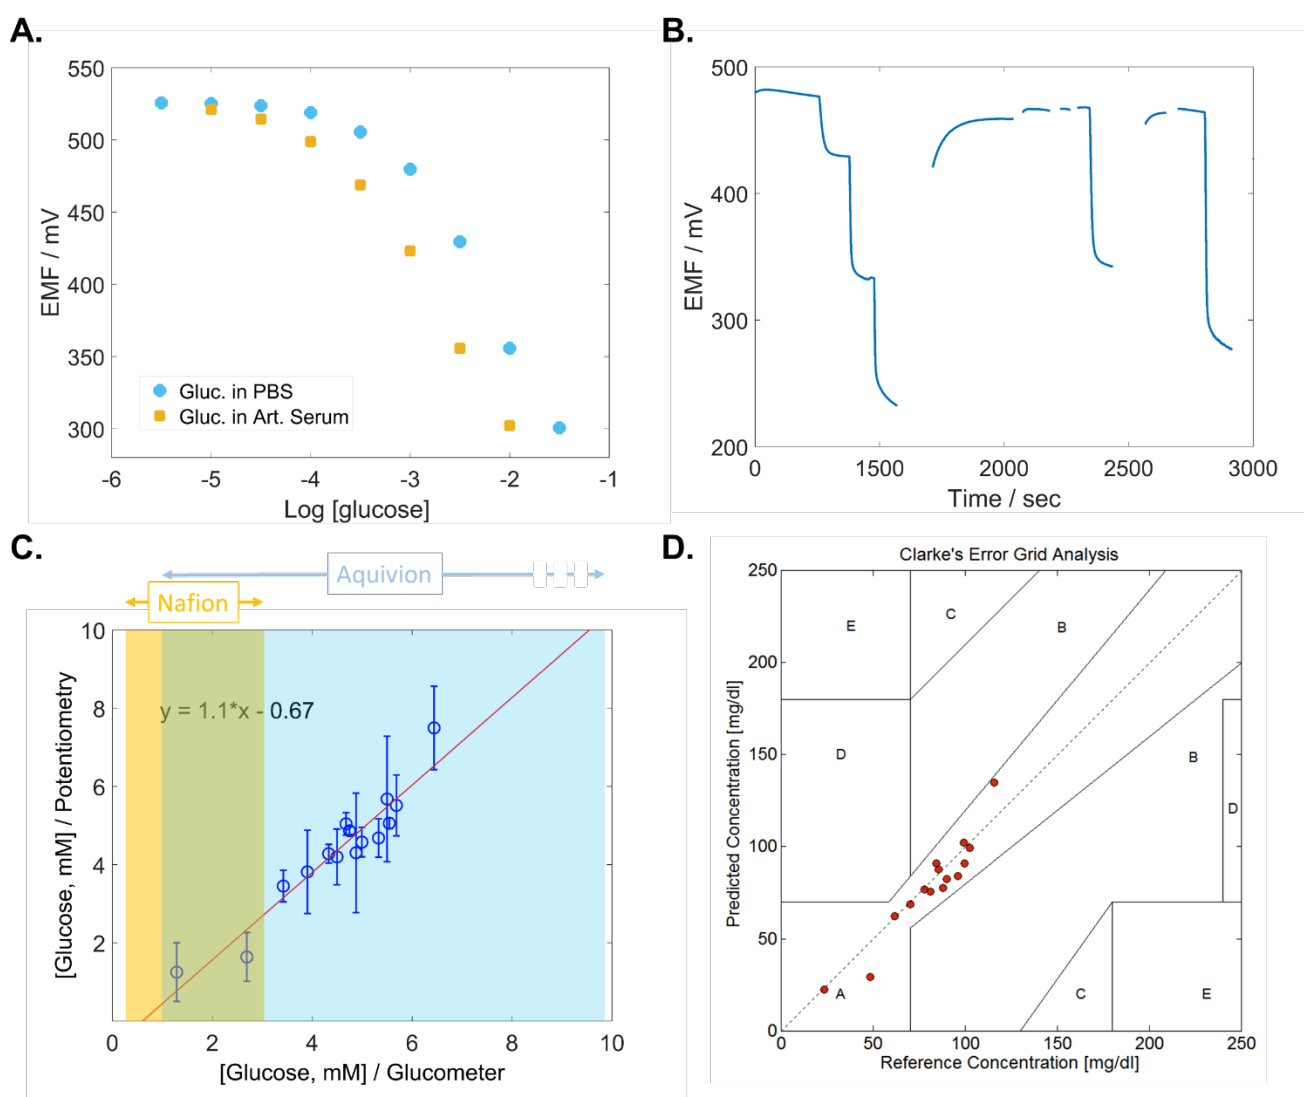 A.
550
500
450
400
350
300
EMF / mV
Gluc. in PBS
Gluc. in Art. Serum
-6 -5 -4 -3 -2 -1
Log [glucose]
B.
500
400
300
200
EMF / mV
0 1500 2000 2500 3000
Time / sec
C.
Aquivion
Nafion
10
8
6
4
2
[Glucose, mM] / Potentiometry
y = 1.1*x - 0.67
0 2 4 6 8 10
[Glucose, mM] / Glucometer
D.
Clarke's Error Grid Analysis
250
200
150
100
50
0
Predicted Concentration [mg/dl]
E
C
B
D
B
D
A
C
E
0 50 100 150 200 250
Reference Concentration [mg/dl]